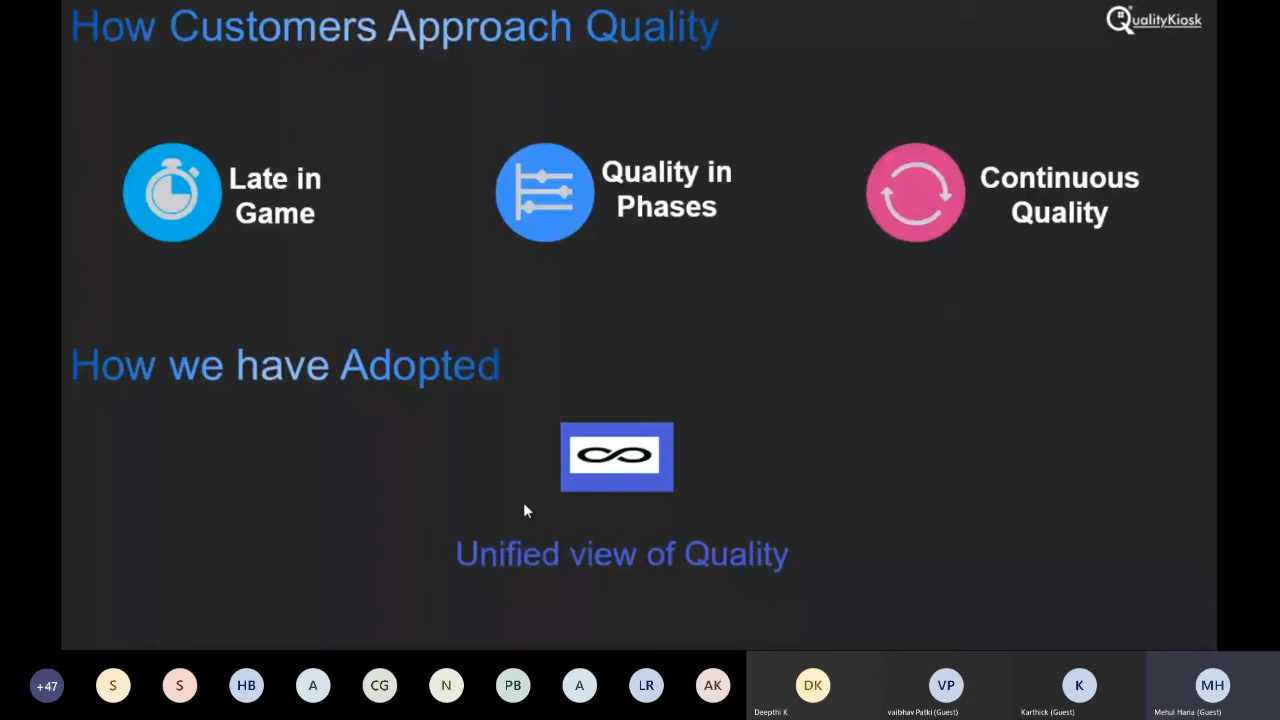 How Customers Approach Quality
QualityKiosk
Late in
Game
Quality in
Phases
Continuous
Quality
How we have Adopted
Unified view of Quality
+47
S
S
HB
A
CG
N
PB
A
LR
AK
DK
VP
K
MH
Deepthi K
vaibhav Patki (Guest)
Karthick (Guest)
Mehul Haria (Guest)